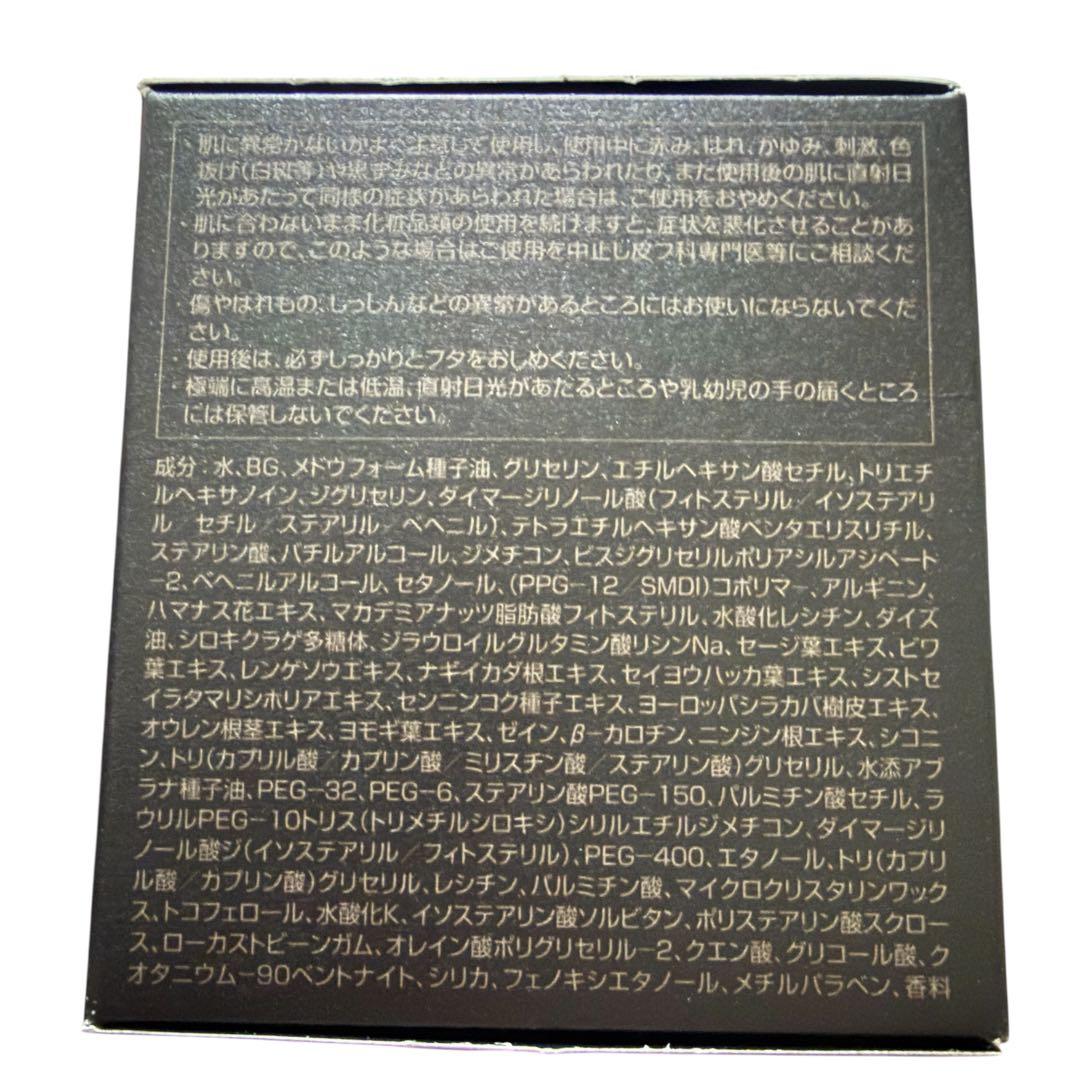 ・肌に異常がないかよく注意して使用し、使用中に赤み、はれ、かゆみ、刺激、色
抜け(白斑等)や黒ずみなどの異常があらわれたり、また使用後の肌に直射日
光があたって同様の症状があらわれた場合は、ご使用をおやめください。
・肌に合わないまま化粧品類の使用を続けますと、症状を悪化させることがあ
りますので、このような場合はご使用を中止し皮フ科専門医等にご相談くだ
さい。
・傷やはれもの、しっしんなどの異常があるところにはお使いにならないでくだ
さい。
・使用後は、必ずしっかりとフタをおしめください。
・極端に高温または低温、直射日光があたるところや乳幼児の手の届くところ
には保管しないでください。
成分：水、BG、メドウフォーム種子油、グリセリン、エチルヘキサン酸セチル、トリエチ
ルヘキサノイン、ジグリセリン、ダイマージリノール酸(フィトステリル／イソステアリ
ル／セチル／ステアリル／ベヘニル)、テトラエチルヘキサン酸ペンタエリスリチル、
ステアリン酸、バチルアルコール、ジメチコン、ビスジグリセリルポリアシルアジペート
-2、ベヘニルアルコール、セタノール、(PPG-12／SMDI)コポリマー、アルギニン、
ハマナス花エキス、マカデミアナッツ脂肪酸フィトステリル、水酸化レシチン、ダイズ
油、シロキクラゲ多糖体、ジラウロイルグルタミン酸リシンNa、セージ葉エキス、ビワ
葉エキス、レンゲソウエキス、ナギイカダ根エキス、セイヨウハッカ葉エキス、シストセ
イラタマリシホリアエキス、センニンコク種子エキス、ヨーロッパシラカバ樹皮エキス、
オウレン根茎エキス、ヨモギ葉エキス、ゼイン、β-カロチン、ニンジン根エキス、シコニ
ン、トリ(カプリル酸／カプリン酸／ミリスチン酸／ステアリン酸)グリセリル、水添アブ
ラナ種子油、PEG-32、PEG-6、ステアリン酸PEG-150、パルミチン酸セチル、ラ
ウリルPEG-10トリス(トリメチルシロキシ)シリルエチルジメチコン、ダイマージリ
ノール酸ジ(イソステアリル／フィトステリル)、PEG-400、エタノール、トリ(カプリ
ル酸／カプリン酸)グリセリル、レシチン、パルミチン酸、マイクロクリスタリンワック
ス、トコフェロール、水酸化K、イソステアリン酸ソルビタン、ポリステアリン酸スクロー
ス、ローカストビーンガム、オレイン酸ポリグリセリル-2、クエン酸、グリコール酸、ク
オタニウム-90ベントナイト、シリカ、フェノキシエタノール、メチルパラベン、香料